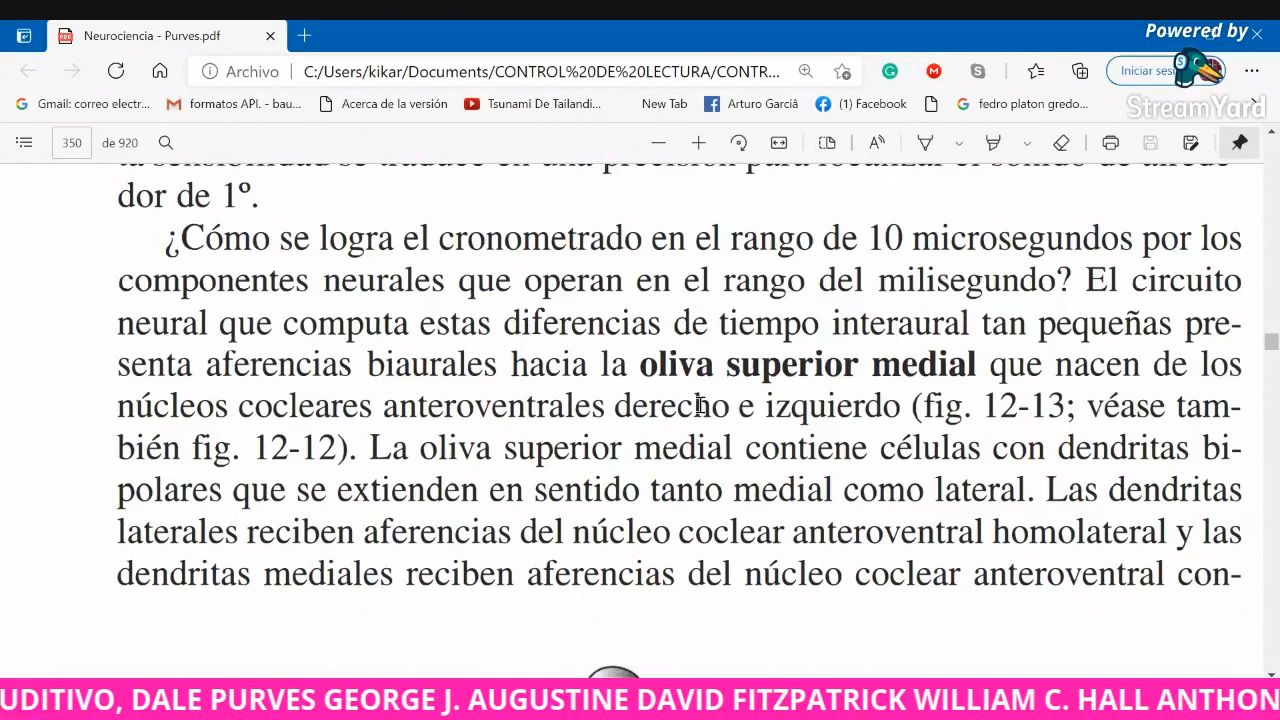 Neurociencia - Purves.pdf
Powered by
Archivo
C:/Users/kikar/Documents/CONTROL%20DE%20LECTURA/CONTR...
Iniciar sesi
StreamYard
Gmail: correo electr...
formatos API. - bau...
Acerca de la versión
Tsunami De Tailandi...
New Tab
Arturo Garciâ
(1) Facebook
fedro platon gredo...
350 de 920
dor de 1º.
¿Cómo se logra el cronometrado en el rango de 10 microsegundos por los
componentes neurales que operan en el rango del milisegundo? El circuito
neural que computa estas diferencias de tiempo interaural tan pequeñas pre-
senta aferencias biaurales hacia la oliva superior medial que nacen de los
núcleos cocleares anteroventrales derecho e izquierdo (fig. 12-13; véase tam-
bién fig. 12-12). La oliva superior medial contiene células con dendritas bi-
polares que se extienden en sentido tanto medial como lateral. Las dendritas
laterales reciben aferencias del núcleo coclear anteroventral homolateral y las
dendritas mediales reciben aferencias del núcleo coclear anteroventral con-
UDITIVO, DALE PURVES GEORGE J. AUGUSTINE DAVID FITZPATRICK WILLIAM C. HALL ANTHON